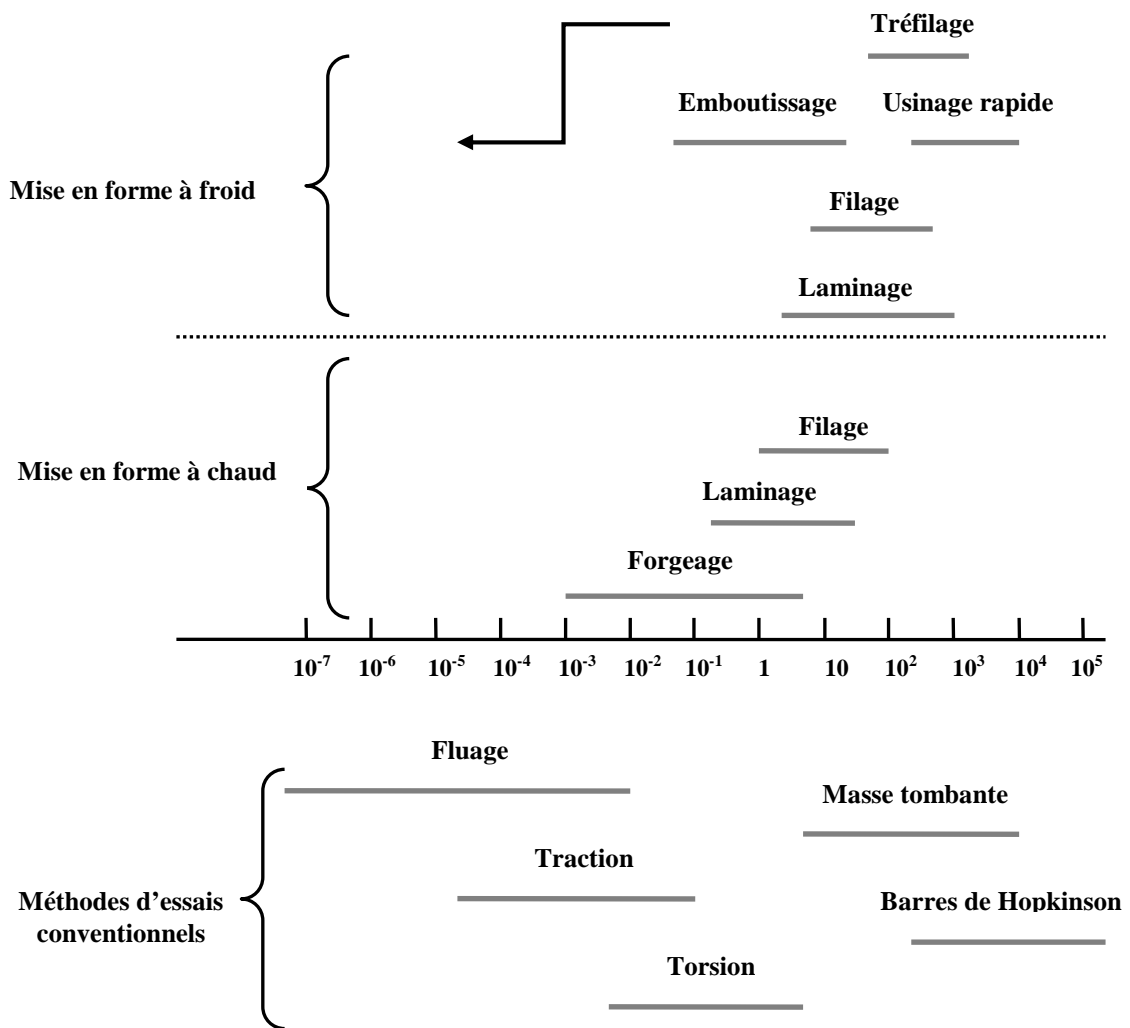 Tréfilage
Emboutissage
Usinage rapide
Mise en forme à froid
Filage
Laminage
Filage
Mise en forme à chaud
Laminage
Forgeage
10⁻⁷ 10⁻⁶ 10⁻⁵ 10⁻⁴ 10⁻³ 10⁻² 10⁻¹ 1 10 10² 10³ 10⁴ 10⁵
Fluage
Masse tombante
Traction
Méthodes d'essais
conventionnels
Barres de Hopkinson
Torsion